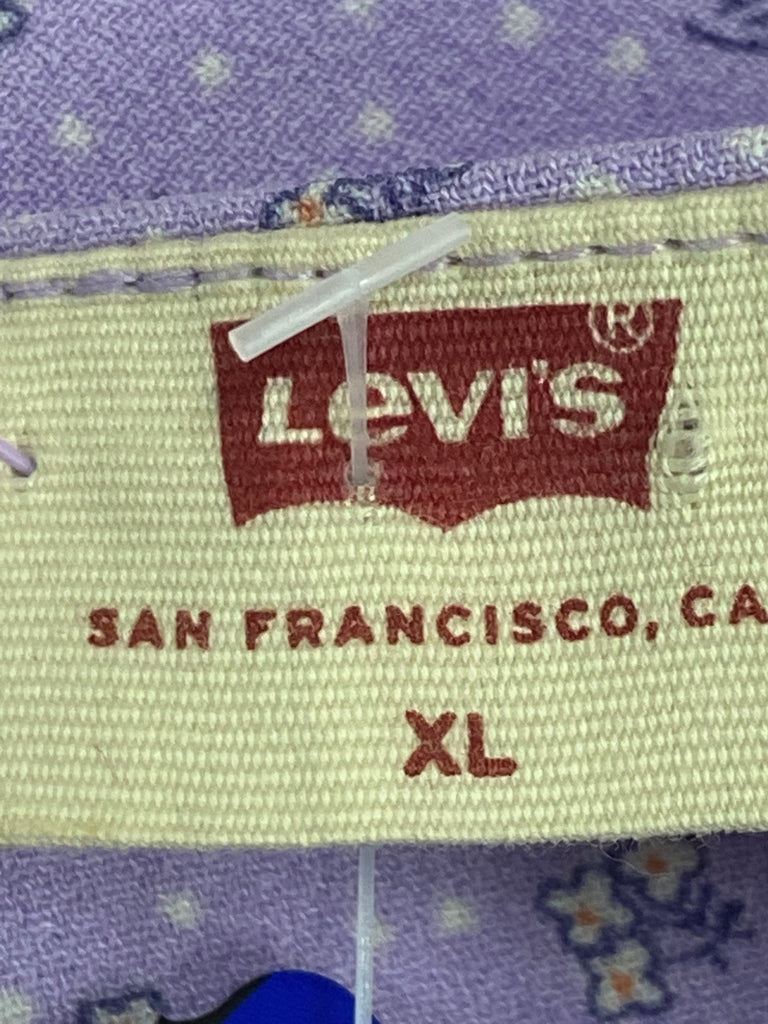 ®
LEVI'S
SAN FRANCISCO, CA
XL